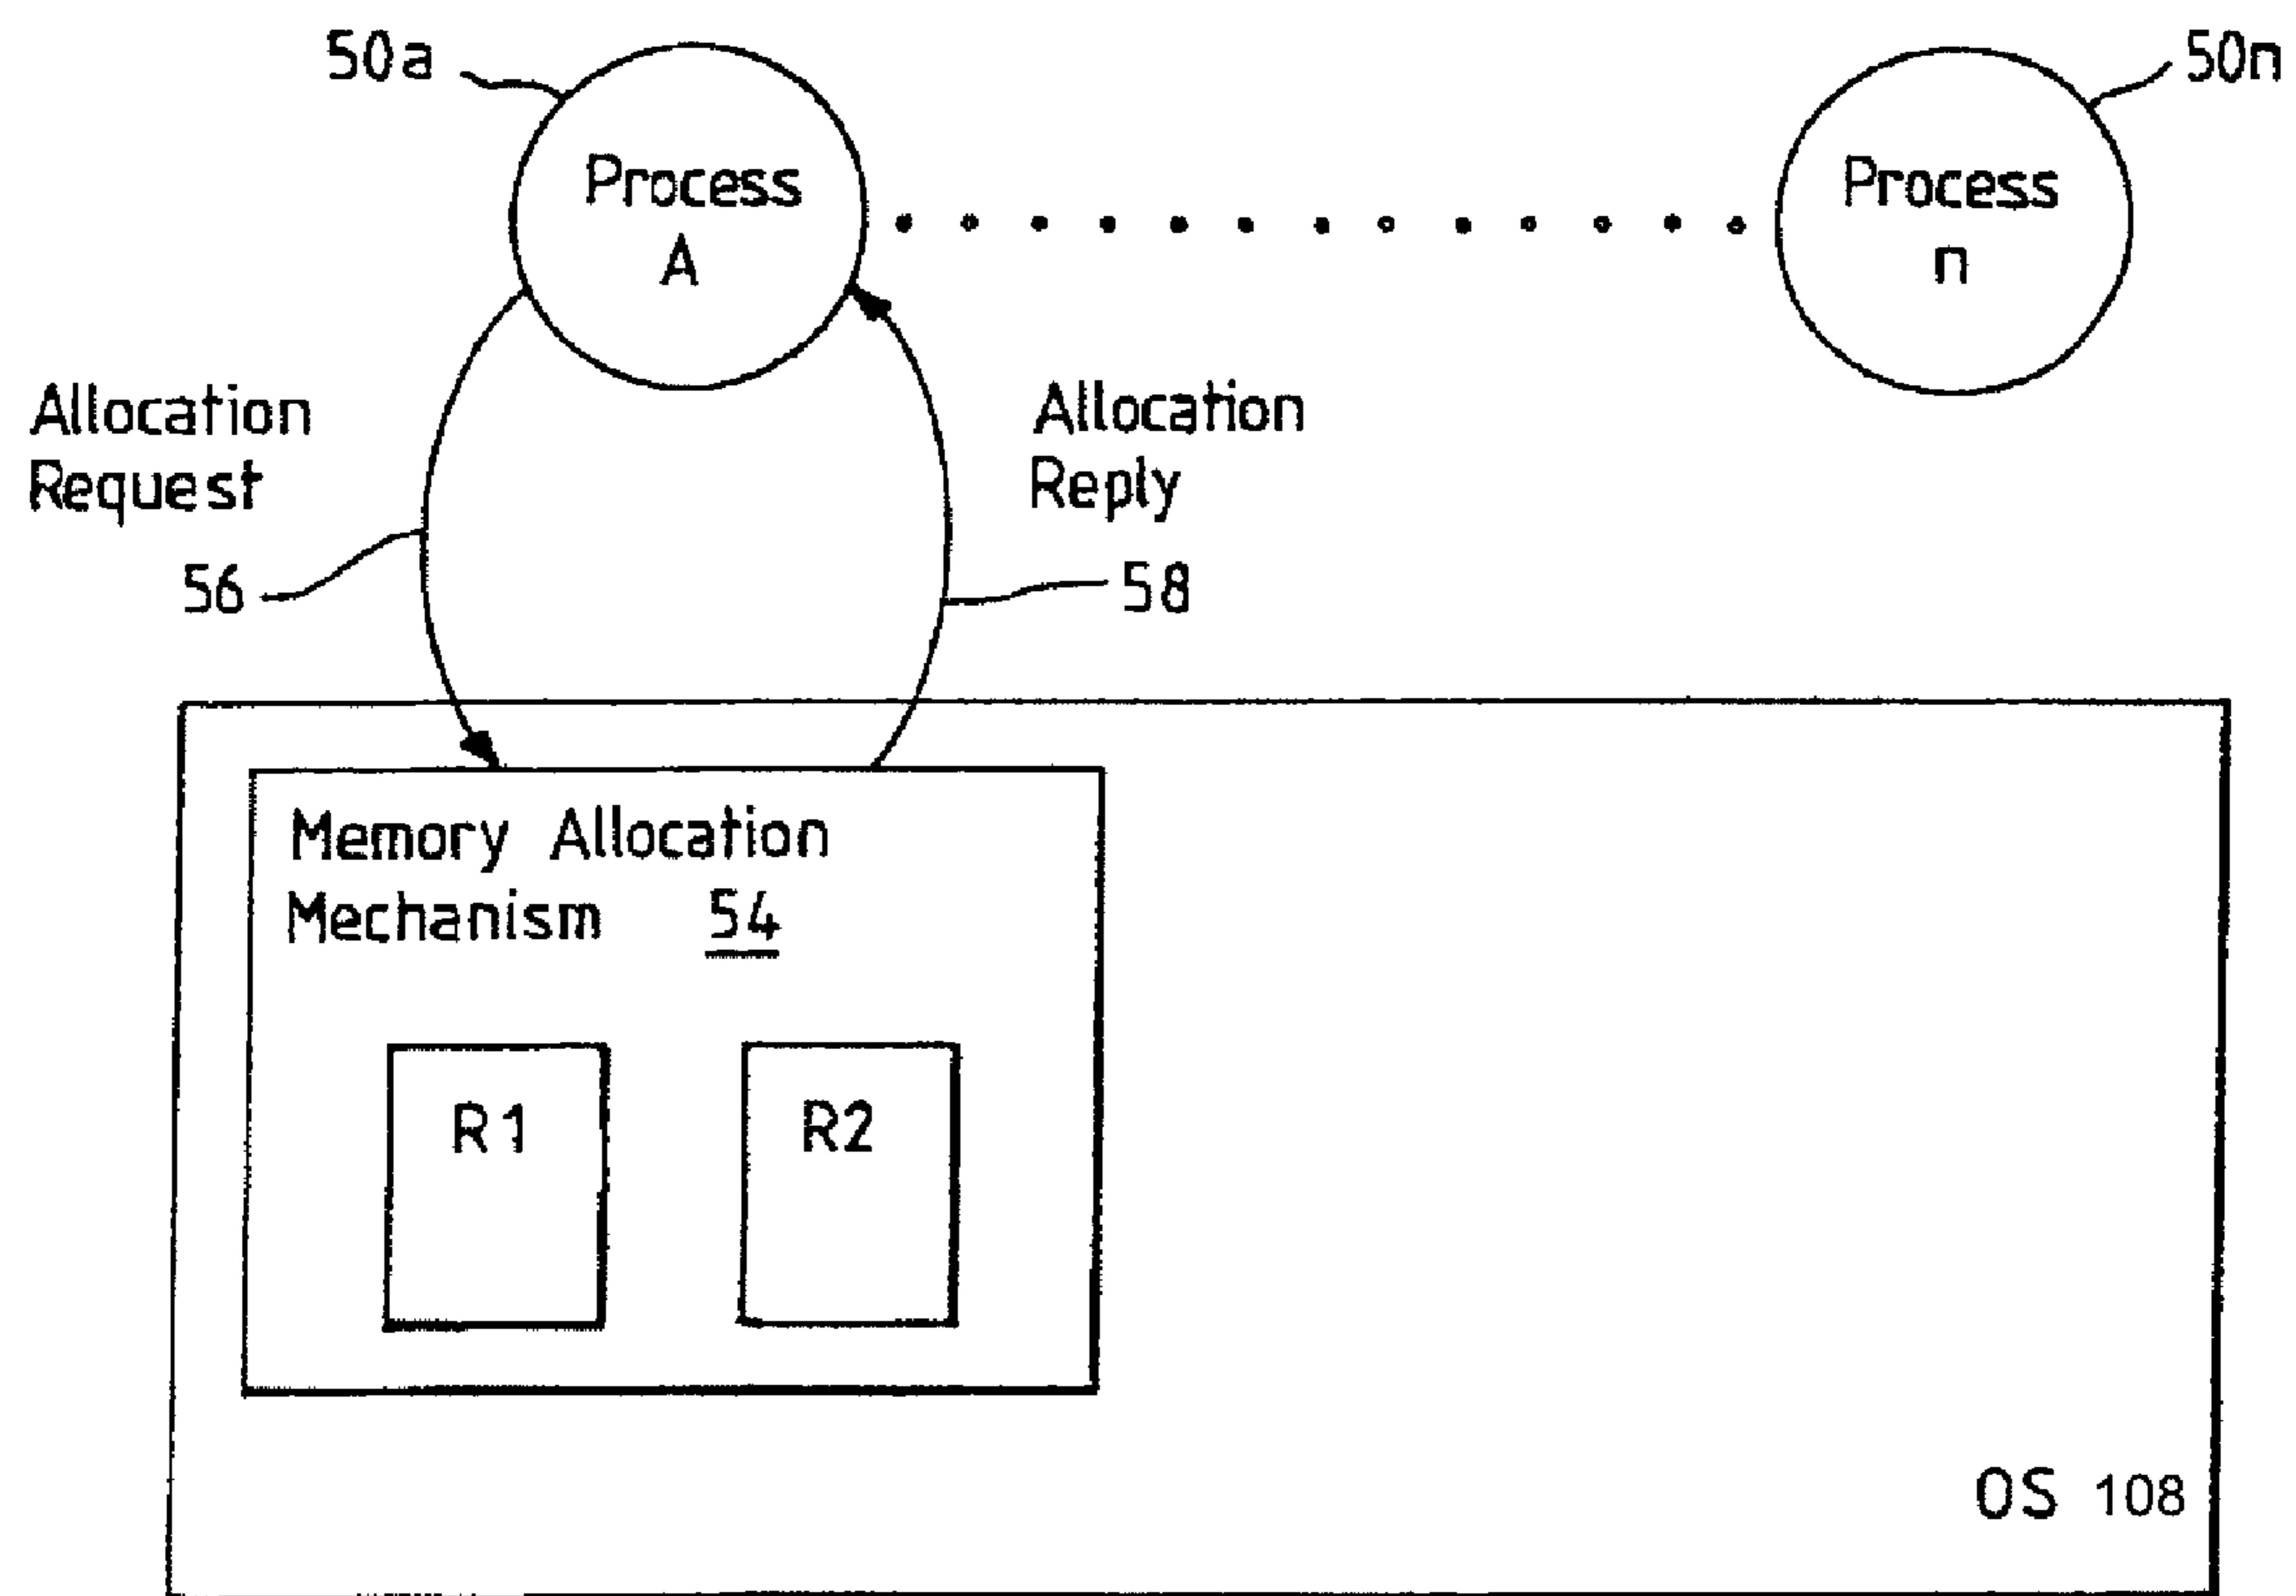 50a
50n
Process
A
Process
n
Allocation
Request
Allocation
Reply
56
58
Memory Allocation
Mechanism 54
R1
R2
OS 108